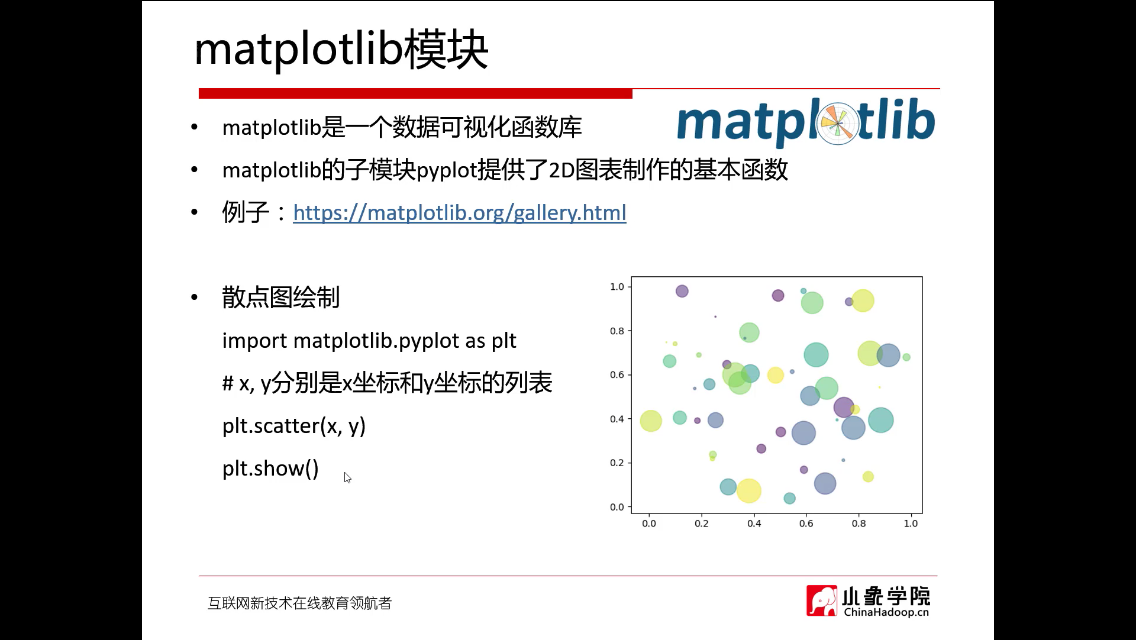 matplotlib模块
matplotlib
• matplotlib是一个数据可视化函数库
• matplotlib的子模块pyplot提供了2D图表制作的基本函数
• 例子：https://matplotlib.org/gallery.html
• 散点图绘制
import matplotlib.pyplot as plt
# x, y分别是x坐标和y坐标的列表
plt.scatter(x, y)
plt.show()
1.0
0.8
0.6
0.4
0.2
0.0
0.0 0.2 0.4 0.6 0.8 1.0
互联网新技术在线教育领航者
小象学院
ChinaHadoop.cn